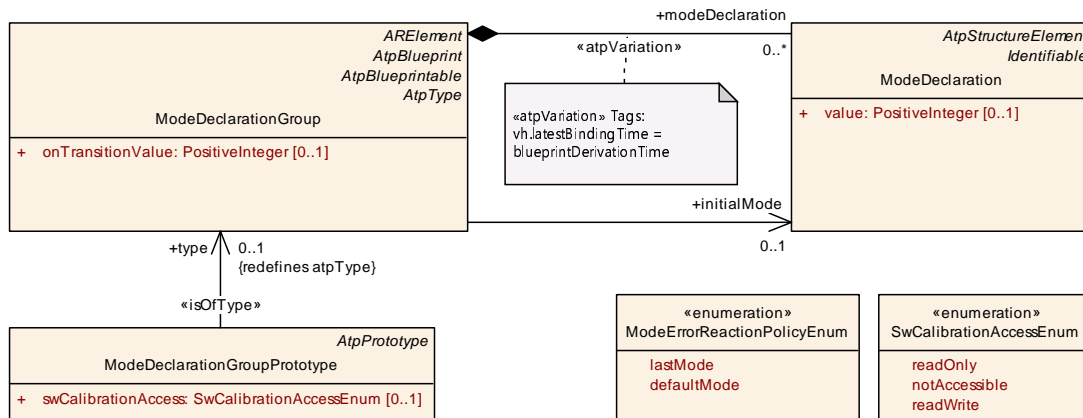 ARElement
AtpBlueprint
AtpBlueprintable
AtpType
ModeDeclarationGroup
+ onTransitionValue: PositiveInteger [0..1]
+modeDeclaration
«atpVariation»
0..*
«atpVariation» Tags:
vh.latestBindingTime =
blueprintDerivationTime
AtpStructureElement
Identifiable
ModeDeclaration
+ value: PositiveInteger [0..1]
+initialMode
0..1
+type
0..1
{redefines atpType}
«isOfType»
AtpPrototype
ModeDeclarationGroupPrototype
+ swCalibrationAccess: SwCalibrationAccessEnum [0..1]
«enumeration»
ModeErrorReactionPolicyEnum
lastMode
defaultMode
«enumeration»
SwCalibrationAccessEnum
readOnly
notAccessible
readWrite